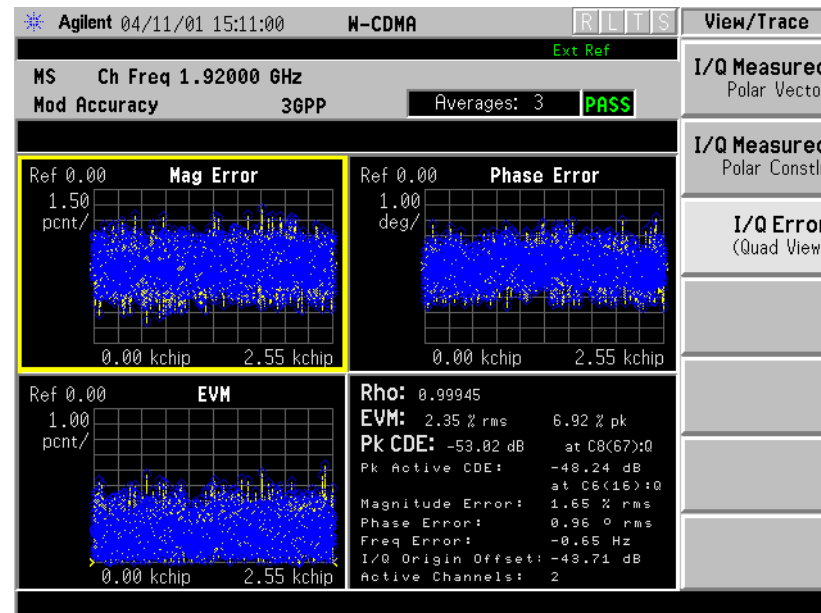 Agilent 04/11/01 15:11:00 W-CDMA R L T S View/Trace
Ext Ref
MS Ch Freq 1.92000 GHz
Mod Accuracy 3GPP Averages: 3 PASS
I/Q Measured
Polar Vecto
I/Q Measured
Polar Constl
I/Q Error
(Quad View
Ref 0.00 Mag Error
1.50
pcnt/
0.00 kchip 2.55 kchip
Ref 0.00 Phase Error
1.00
deg/
0.00 kchip 2.55 kchip
Ref 0.00 EVM
1.00
pcnt/
0.00 kchip 2.55 kchip
Rho: 0.99945
EVM: 2.35 % rms 6.92 % pk
Pk CDE: -53.02 dB at C8(67):Q
Pk Active CDE: -48.24 dB
at C6(16):Q
Magnitude Error: 1.65 % rms
Phase Error: 0.96 º rms
Freq Error: -0.65 Hz
I/Q Origin Offset: -43.71 dB
Active Channels: 2